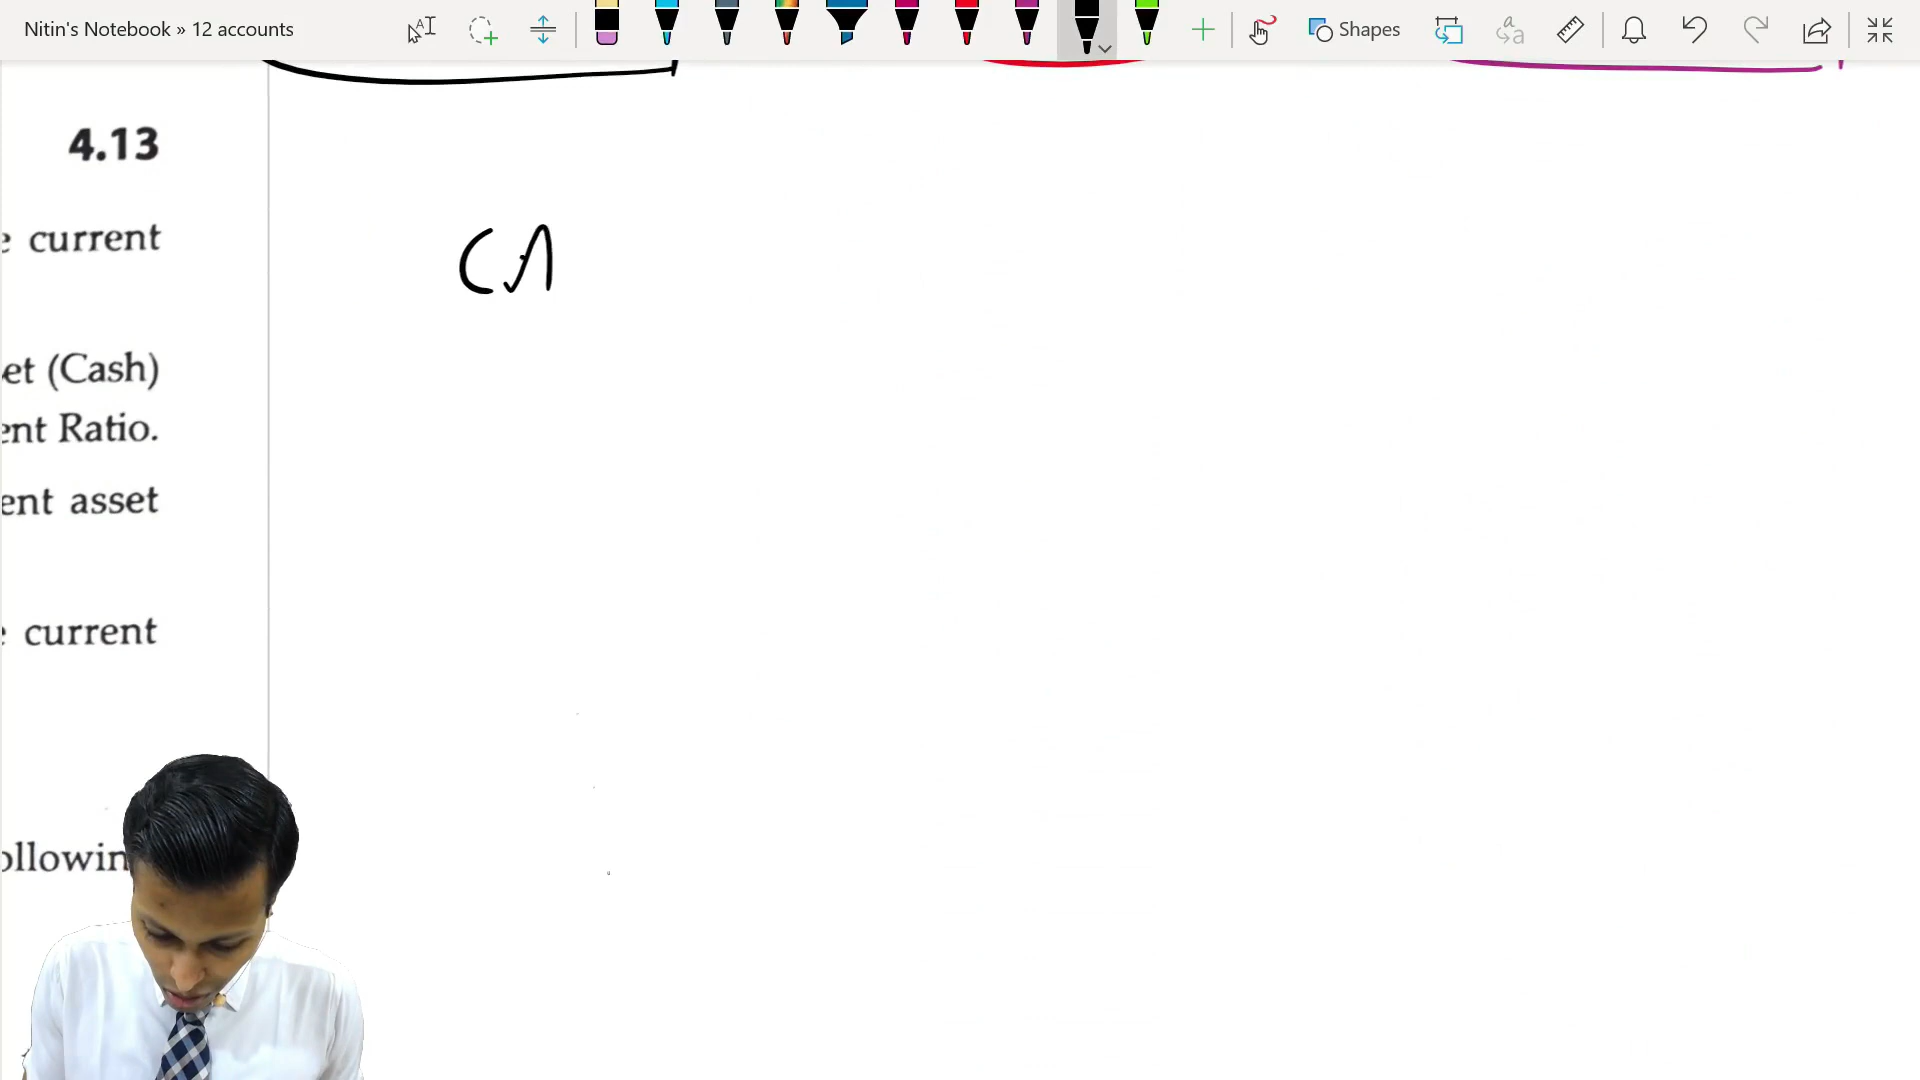 Nitin's Notebook » 12 accounts
Shapes
4.13
current
CA
et (Cash)
ent Ratio.
ent asset
current
ollowin